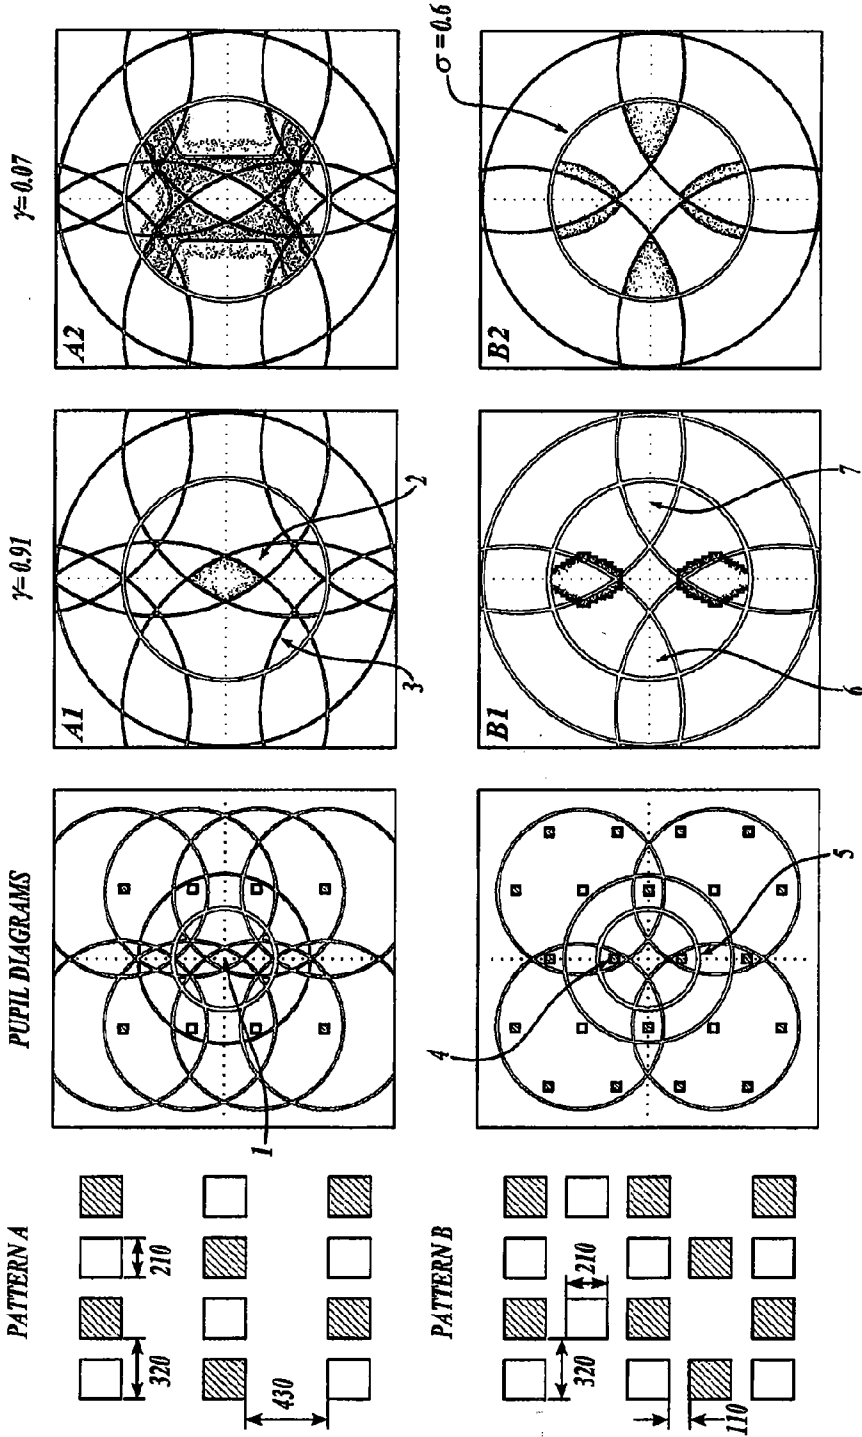 PATTERN A
PUPIL DIAGRAMS
γ=0.91
γ=0.07
320
210
430
1
A1
2
3
A2
PATTERN B
320
210
110
4
5
B1
6
7
B2
σ=0.6